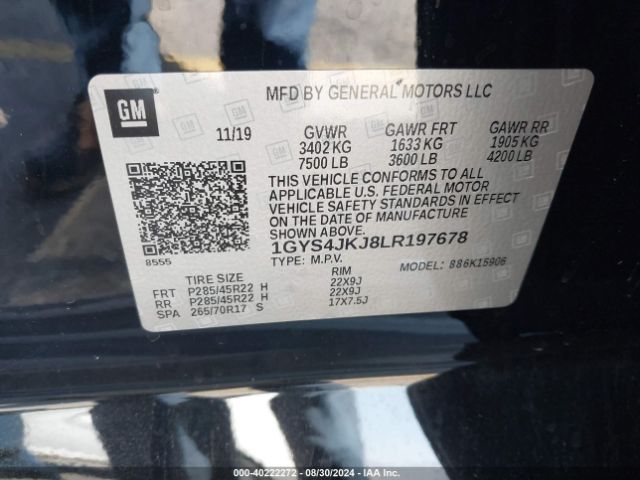 GM
MFD BY GENERAL MOTORS LLC
11/19 GVWR GAWR FRT GAWR RR
3402 KG 1633 KG 1905 KG
7500 LB 3600 LB 4200 LB
THIS VEHICLE CONFORMS TO ALL
APPLICABLE U.S. FEDERAL MOTOR
VEHICLE SAFETY STANDARDS IN EFFECT
ON THE DATE OF MANUFACTURE
SHOWN ABOVE.
1GYS4JKJ8LR197678
8555 TYPE: M.P.V. MODEL: 886K15906
TIRE SIZE RIM
FRT P285/45R22 H 22X9J
RR P285/45R22 H 22X9J
SPA 265/70R17 S 17X7.5J
000-40222272 - 08/30/2024 - IAA Inc.